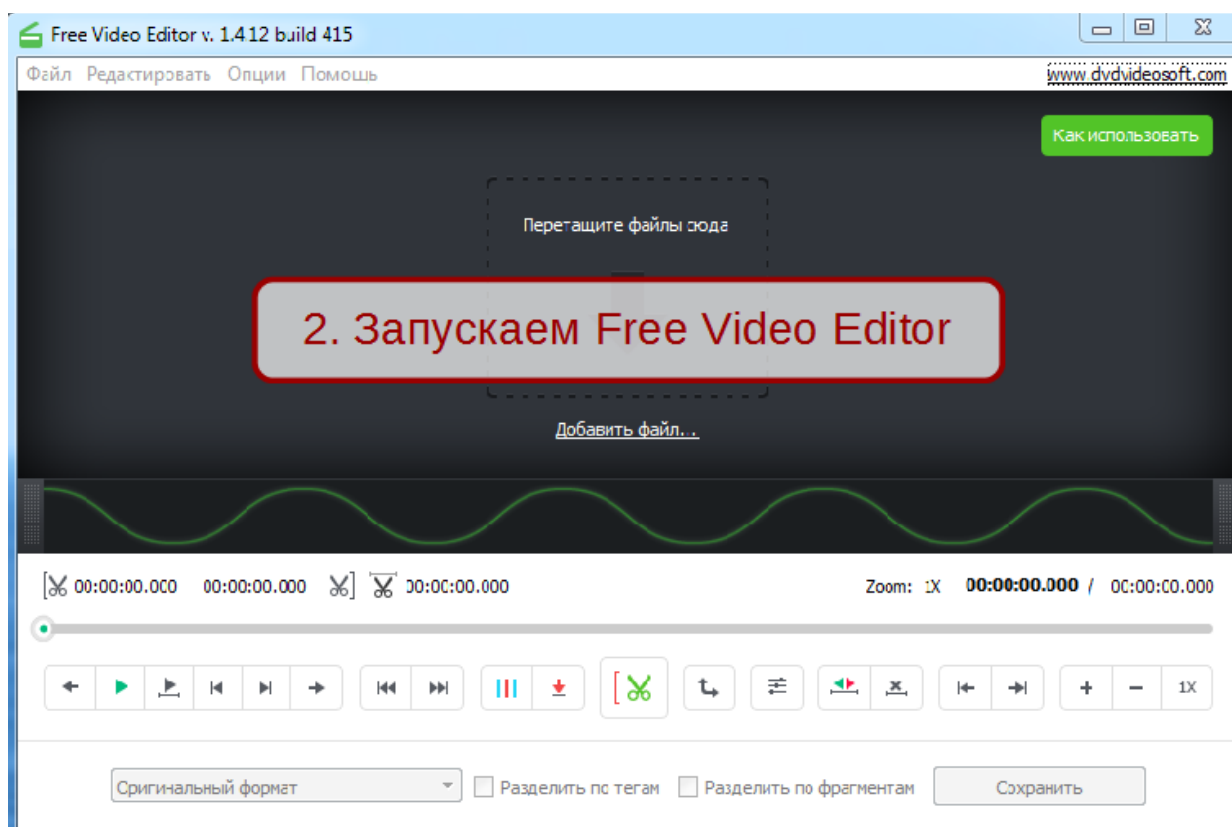 Free Video Editor v. 1.4.12 build 415
Файл Редактировать Опции Помощь
www.dvdvideosoft.com
Как использовать
Перетащите файлы сюда
2. Запускаем Free Video Editor
Добавить файл...
00:00:00.000 00:00:00.000 00:00:00.000 Zoom: 1X 00:00:00.000 / 00:00:00.000
1X
Оригинальный формат Разделить по тегам Разделить по фрагментам Сохранить